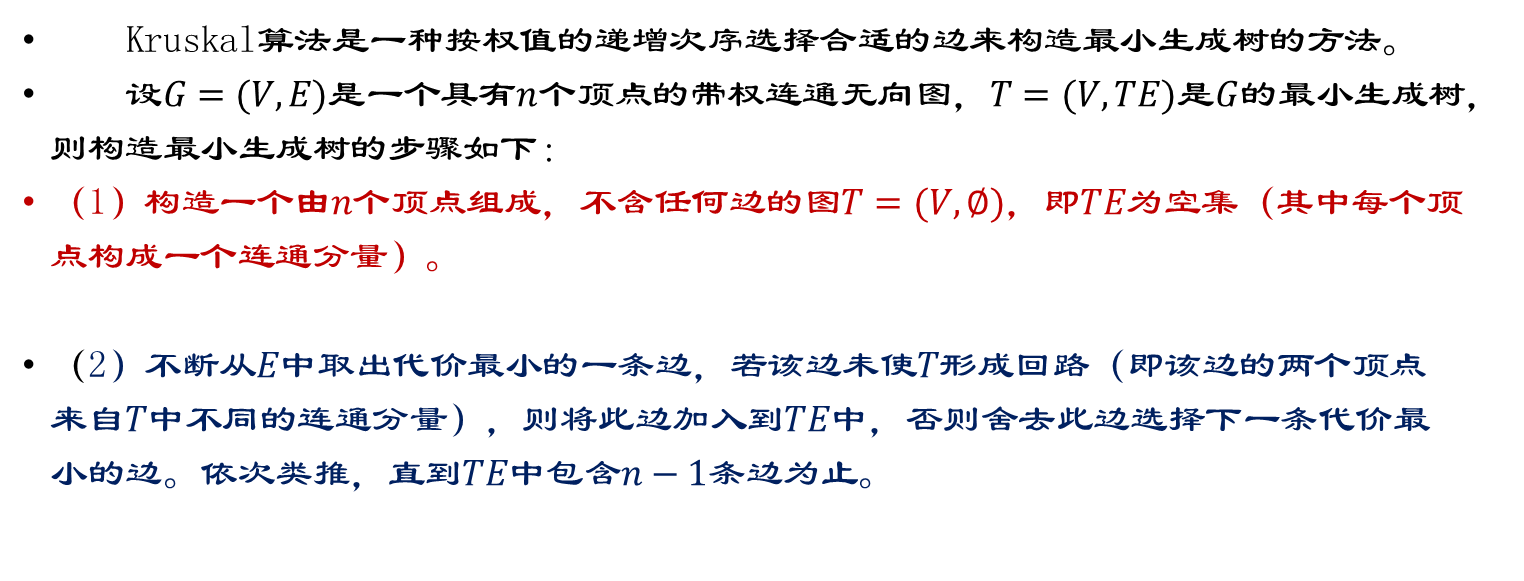 • Kruskal算法是一种按权值的递增次序选择合适的边来构造最小生成树的方法。
• 设G = (V, E)是一个具有n个顶点的带权连通无向图，T = (V, TE)是G的最小生成树，
则构造最小生成树的步骤如下：
• （1）构造一个由n个顶点组成，不含任何边的图T = (V, ∅)，即TE为空集（其中每个顶
点构成一个连通分量）。
• （2）不断从E中取出代价最小的一条边，若该边未使T形成回路（即该边的两个顶点
来自T中不同的连通分量），则将此边加入到TE中，否则舍去此边选择下一条代价最
小的边。依次类推，直到TE中包含n − 1条边为止。